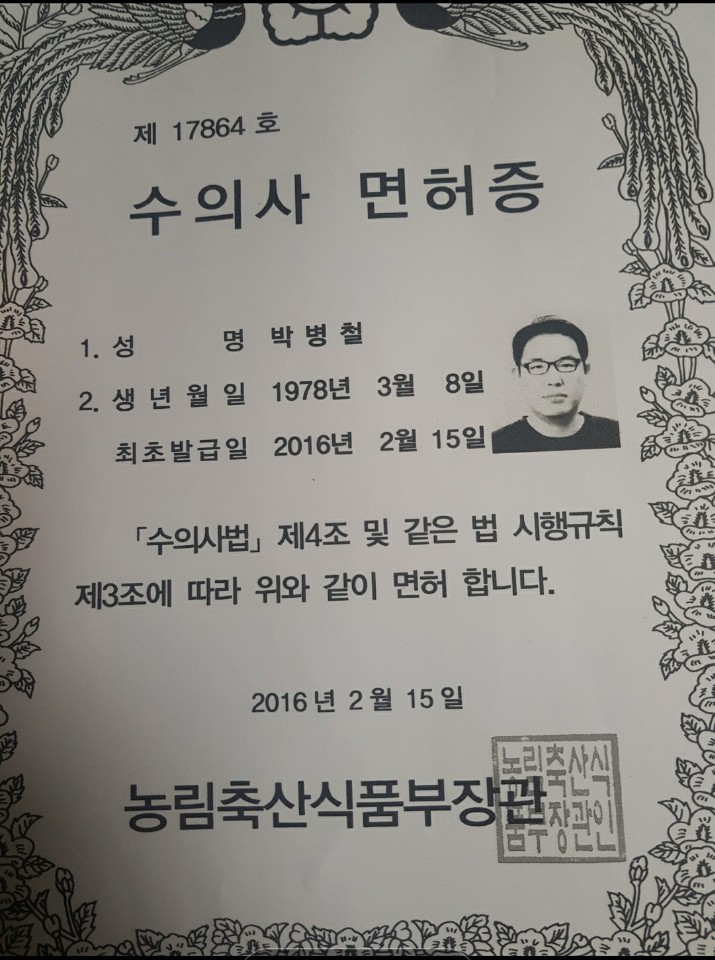 제 17864 호
수의사 면허증
1. 성 명 박 병 철
2. 생 년 월 일 1978년 3월 8일
최초발급일 2016년 2월 15일
「수의사법」 제4조 및 같은 법 시행규칙
제3조에 따라 위와 같이 면허 합니다.
2016 년 2 월 15 일
농림축산식품부장관
농림축산식
품부장관인